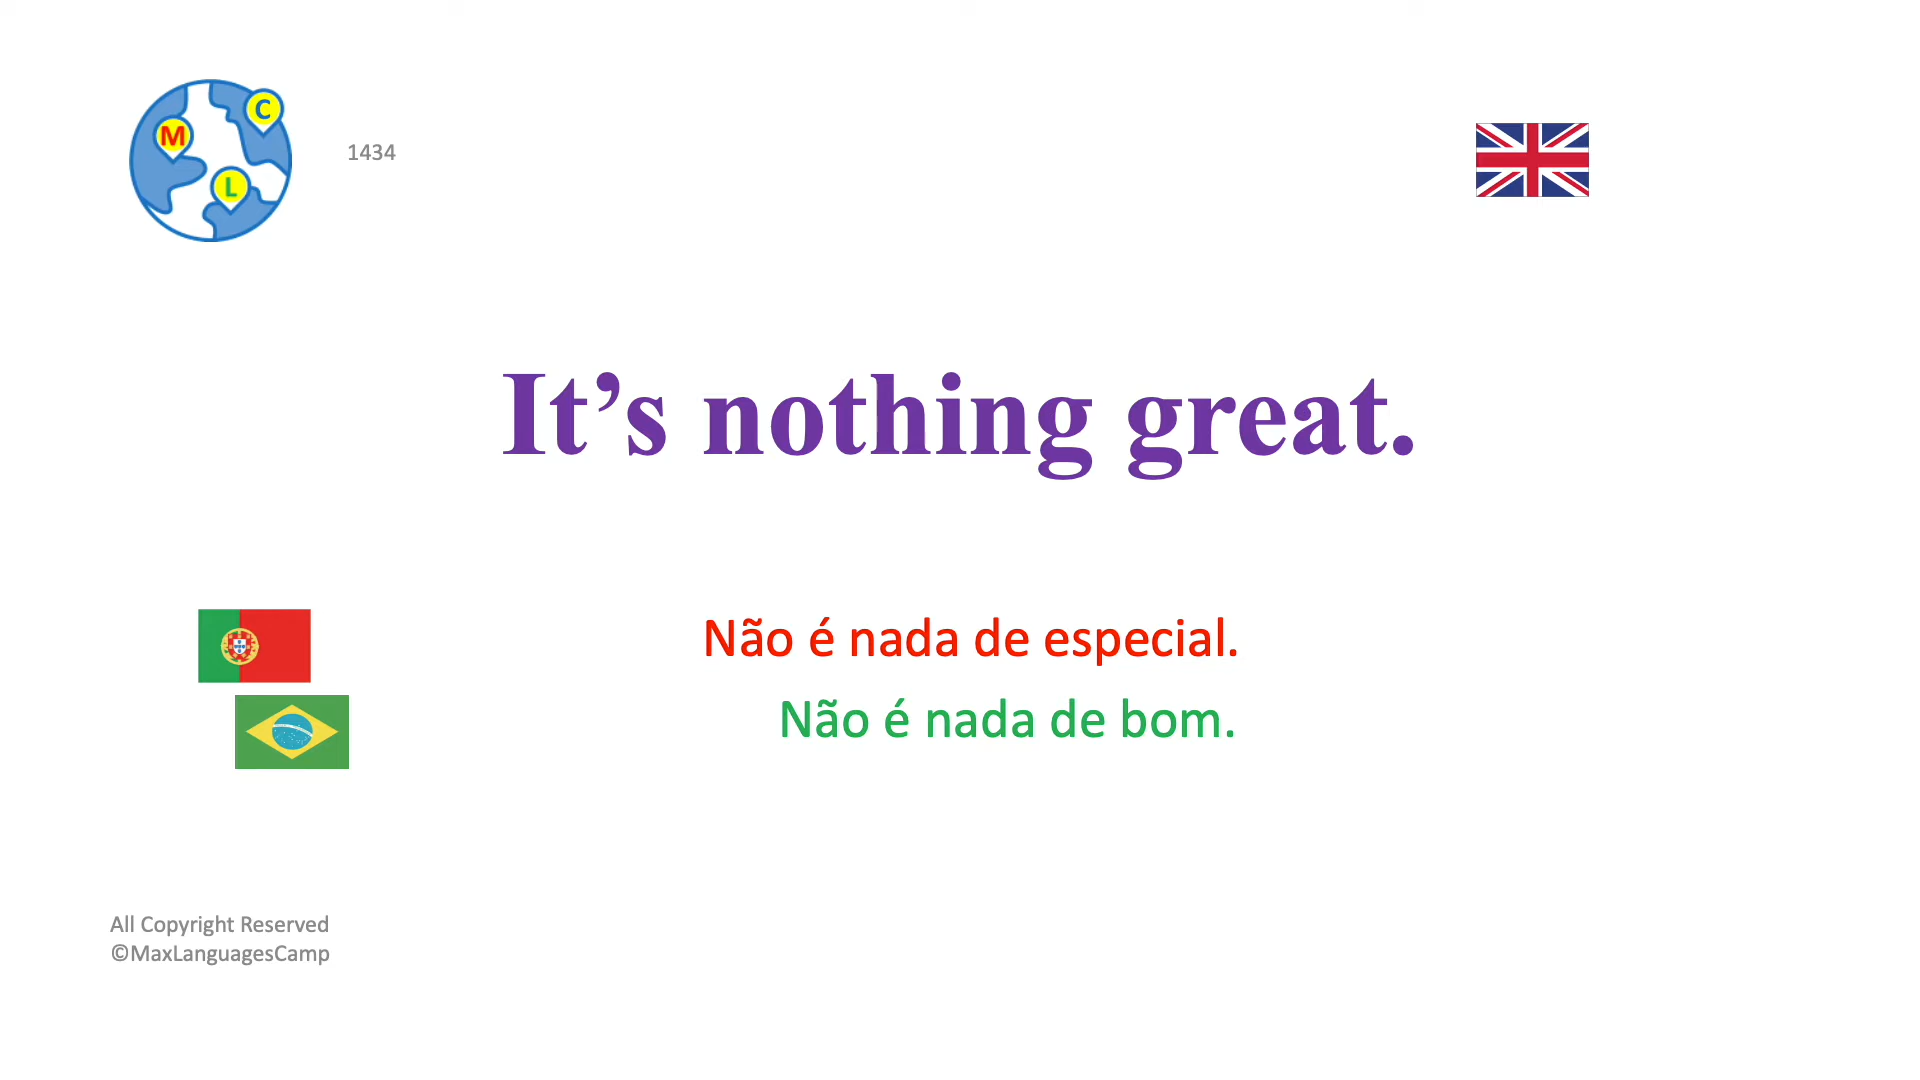 C
M
L
1434
It’s nothing great.
Não é nada de especial.
Não é nada de bom.
All Copyright Reserved
©MaxLanguagesCamp